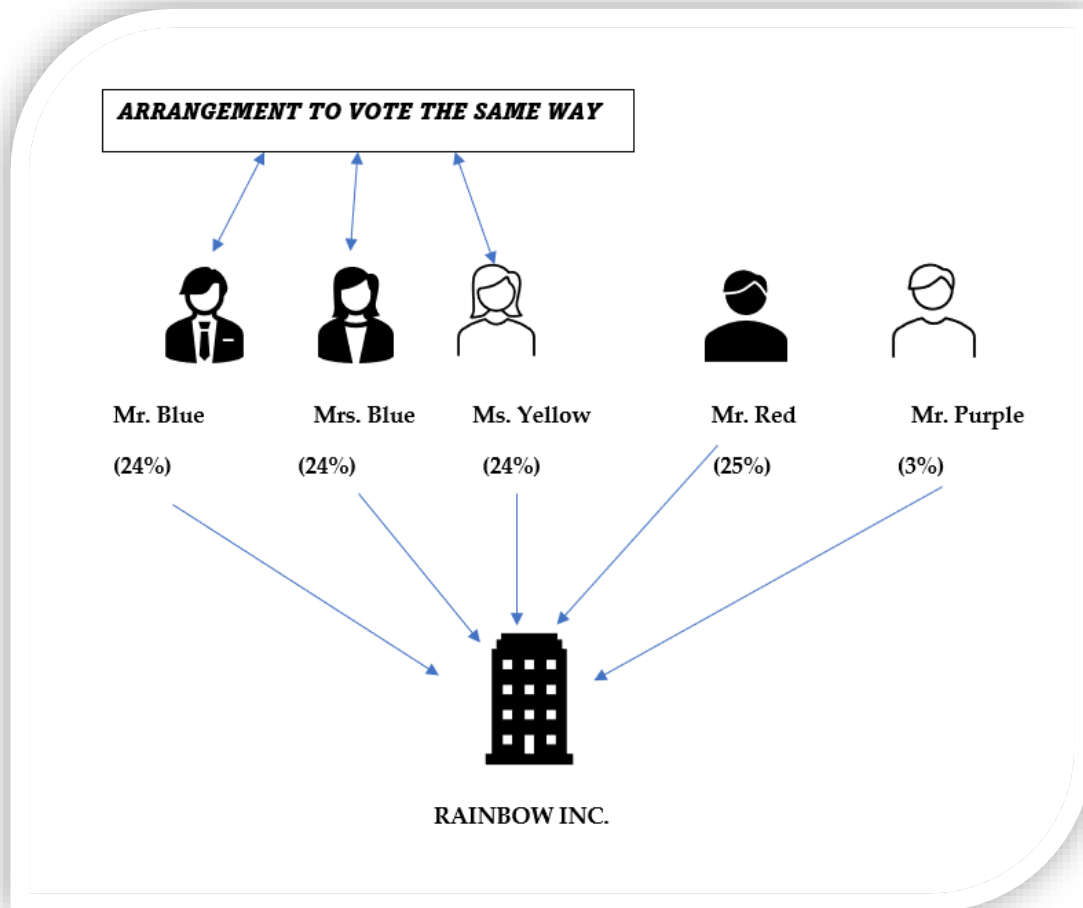 ARRANGEMENT TO VOTE THE SAME WAY
Mr. Blue Mrs. Blue Ms. Yellow Mr. Red Mr. Purple
(24%) (24%) (24%) (25%) (3%)
RAINBOW INC.